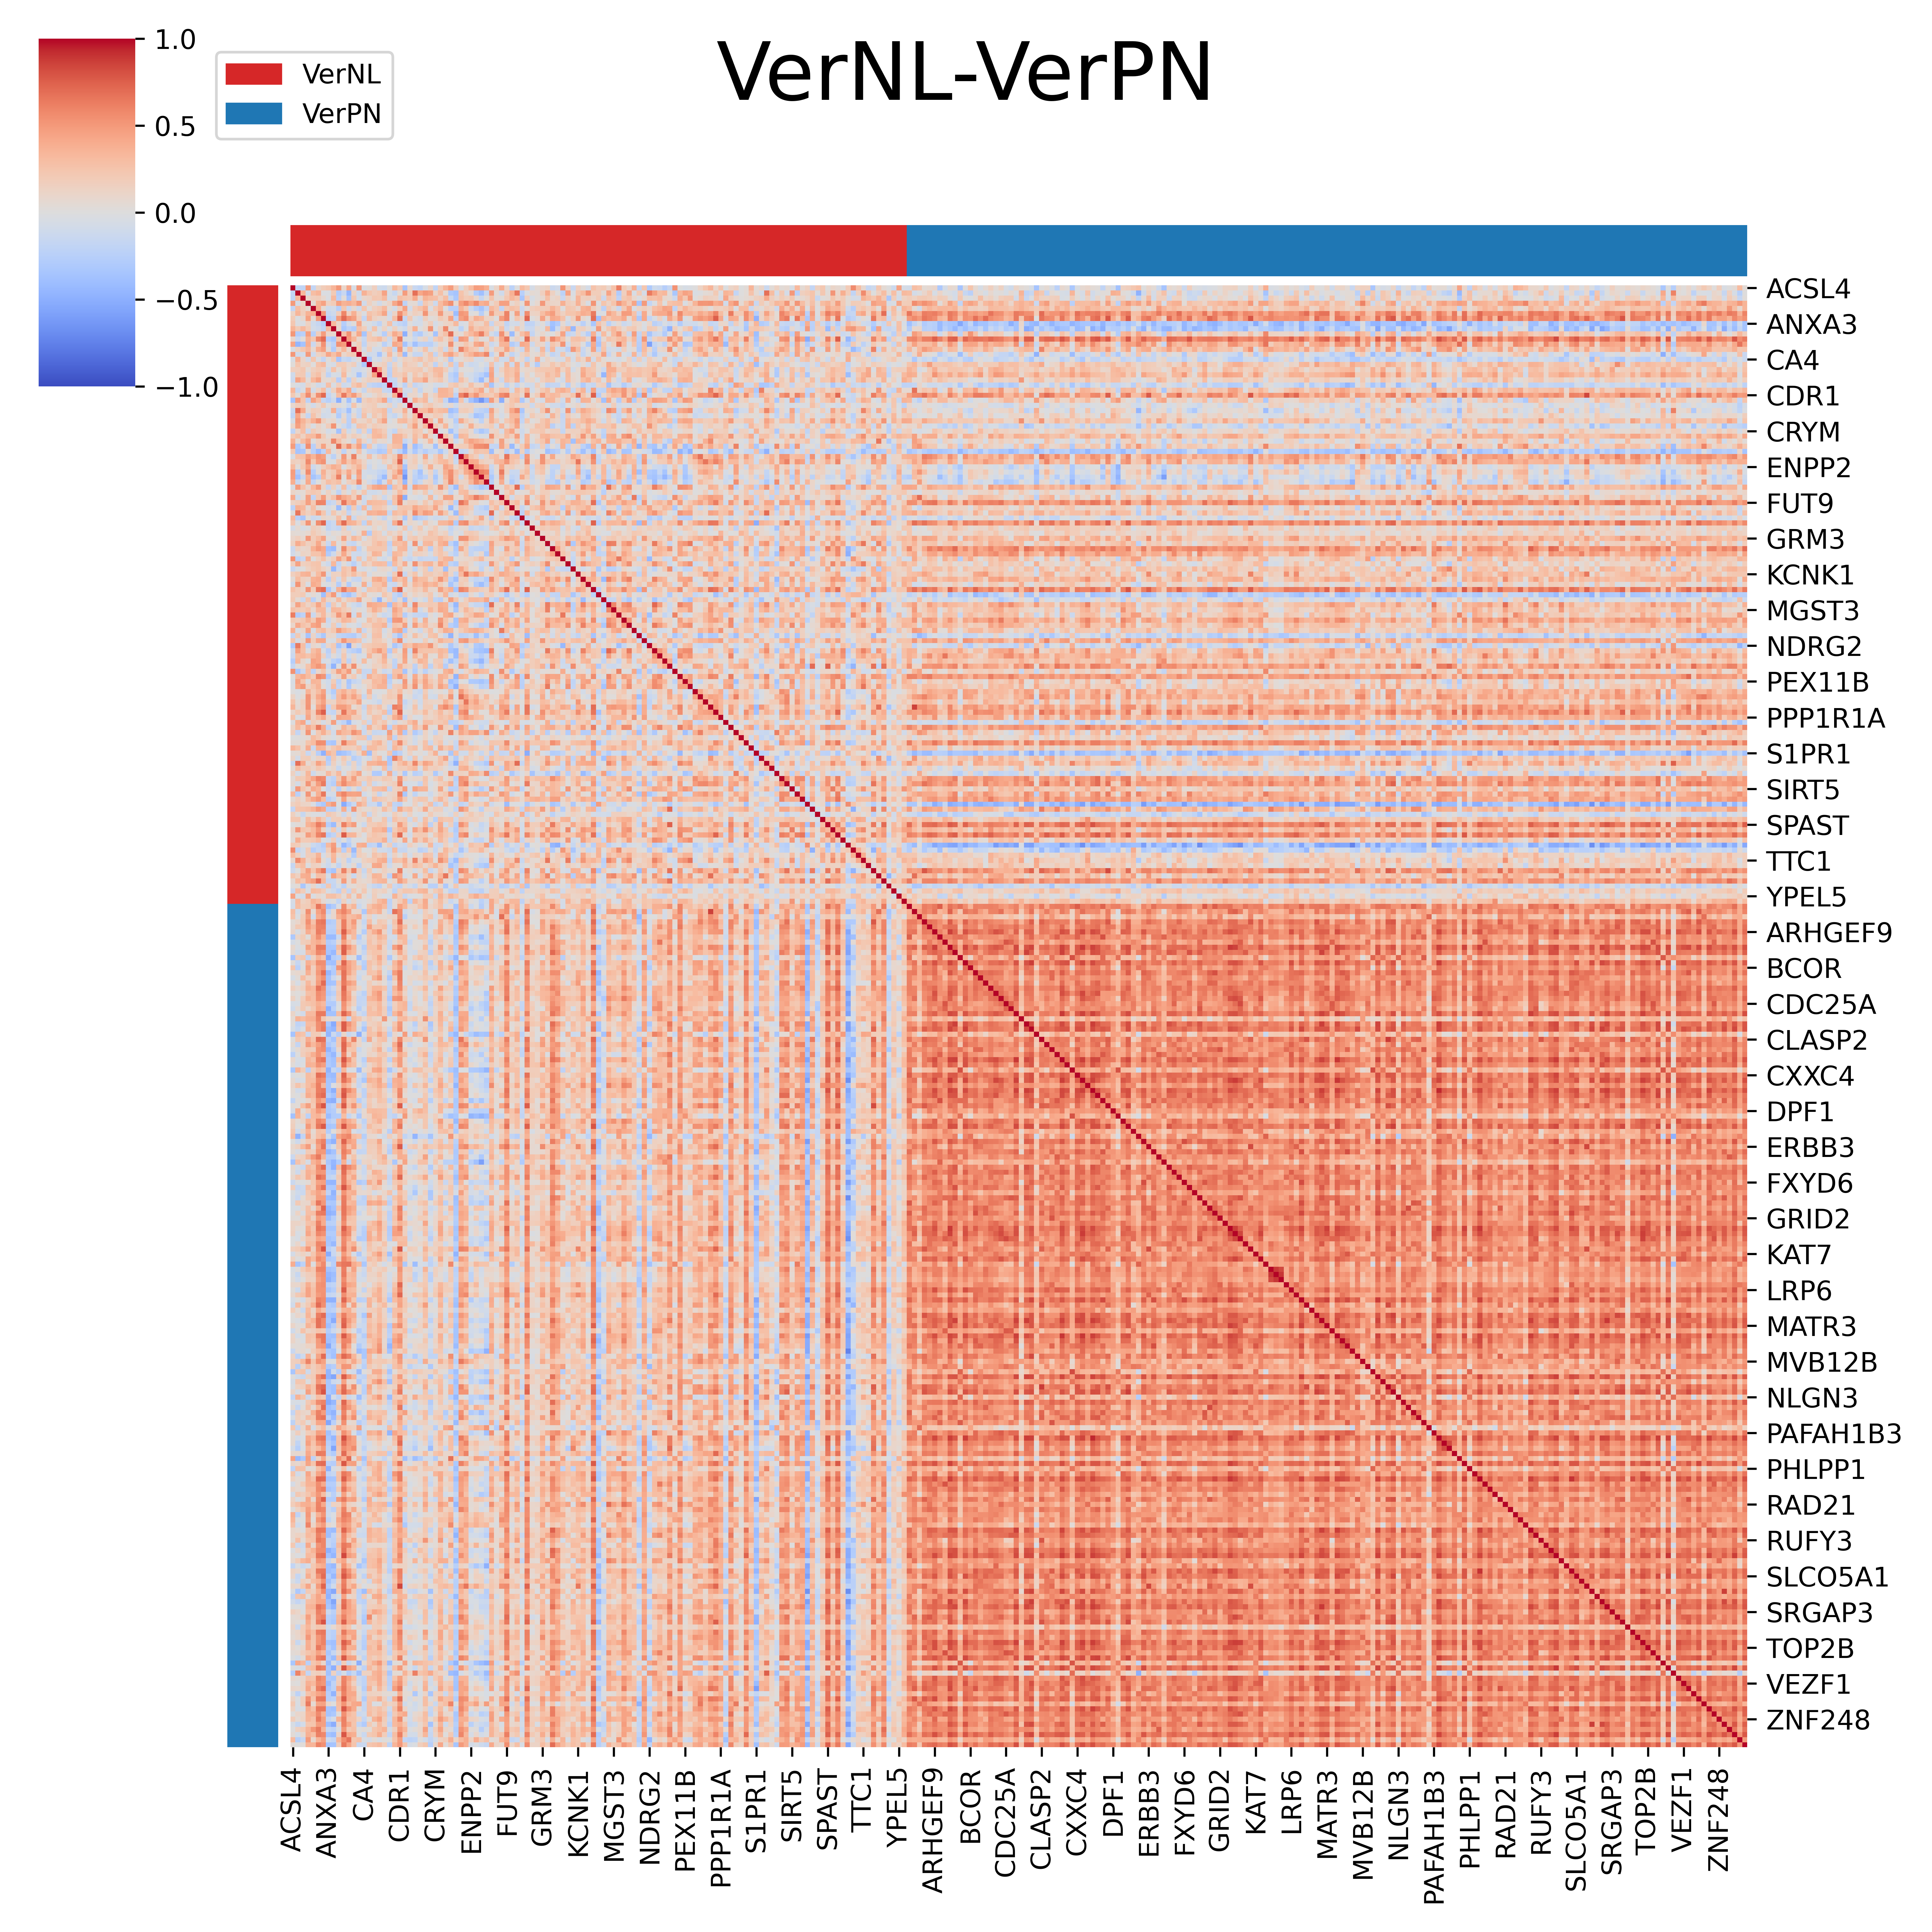 VerNL-VerPN
1.0
0.5
0.0
−0.5
−1.0
VerNL
VerPN
ACSL4
ANXA3
CA4
CDR1
CRYM
ENPP2
FUT9
GRM3
KCNK1
MGST3
NDRG2
PEX11B
PPP1R1A
S1PR1
SIRT5
SPAST
TTC1
YPEL5
ARHGEF9
BCOR
CDC25A
CLASP2
CXXC4
DPF1
ERBB3
FXYD6
GRID2
KAT7
LRP6
MATR3
MVB12B
NLGN3
PAFAH1B3
PHLPP1
RAD21
RUFY3
SLCO5A1
SRGAP3
TOP2B
VEZF1
ZNF248
ACSL4
ANXA3
CA4
CDR1
CRYM
ENPP2
FUT9
GRM3
KCNK1
MGST3
NDRG2
PEX11B
PPP1R1A
S1PR1
SIRT5
SPAST
TTC1
YPEL5
ARHGEF9
BCOR
CDC25A
CLASP2
CXXC4
DPF1
ERBB3
FXYD6
GRID2
KAT7
LRP6
MATR3
MVB12B
NLGN3
PAFAH1B3
PHLPP1
RAD21
RUFY3
SLCO5A1
SRGAP3
TOP2B
VEZF1
ZNF248